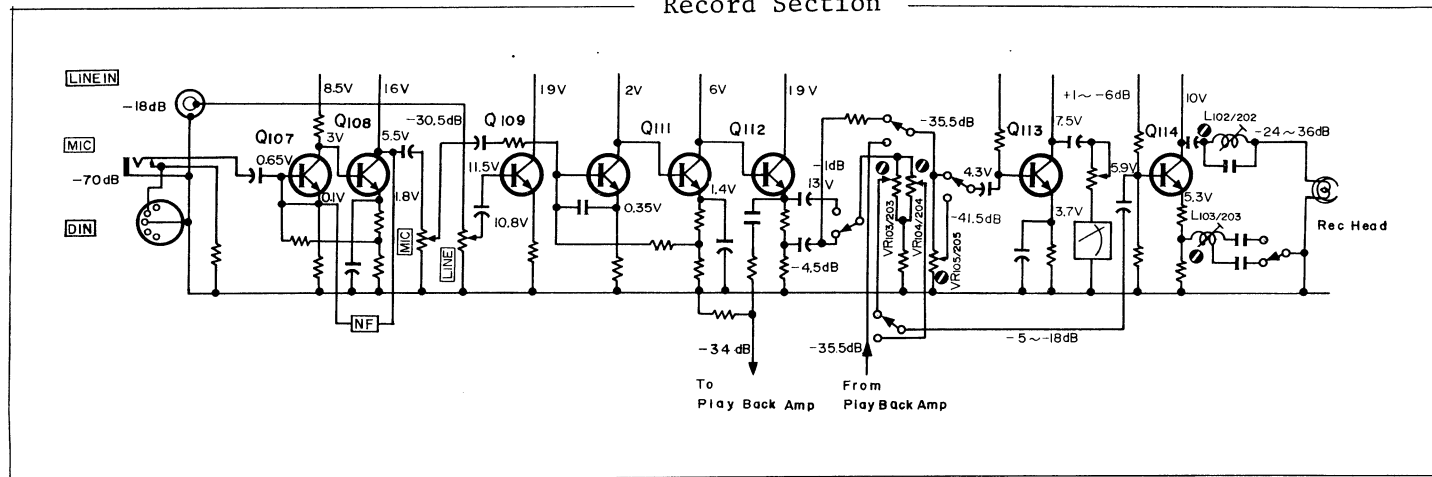 Record Section
LINE IN
-18dB
MIC
-70dB
DIN
Q107
0.65V
8.5V
3V
0.1V
Q108
16V
5.5V
1.8V
NF
-30.5dB
MIC
LINE
Q109
19V
11.5V
10.8V
Q111
2V
0.35V
6V
1.4V
Q112
19V
-1dB
13V
-4.5dB
-34dB
To
Play Back Amp
VR103/203
VR104/204
VR105/205
-35.5dB
-41.5dB
-35.5dB
From
Play Back Amp
-5~-18dB
Q113
4.3V
7.5V
3.7V
+1~-6dB
5.9V
Q114
10V
5.3V
L102/202
-24~36dB
L103/203
Rec Head